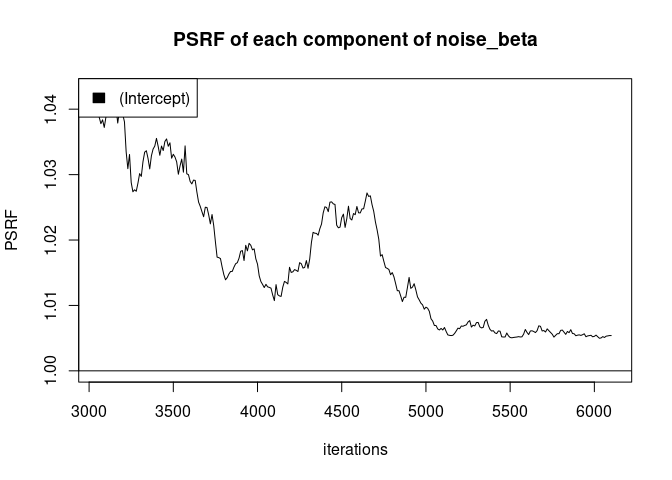 PSRF of each component of noise_beta
(Intercept)
PSRF
1.04
1.03
1.02
1.01
1.00
3000 3500 4000 4500 5000 5500 6000
iterations